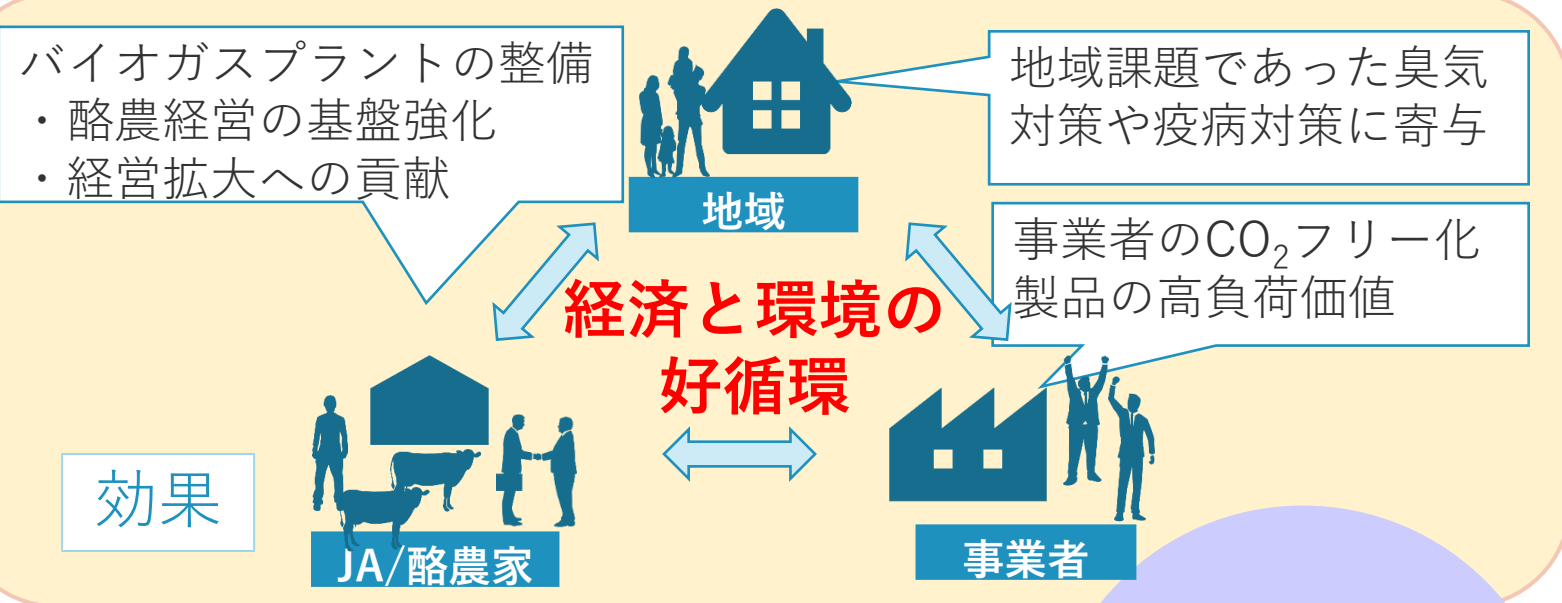 バイオガスプラントの整備
・酪農経営の基盤強化
・経営拡大への貢献
地域課題であった臭気
対策や疫病対策に寄与
地域
事業者のCO₂フリー化
製品の高負荷価値
経済と環境の
好循環
効果
JA/酪農家
事業者